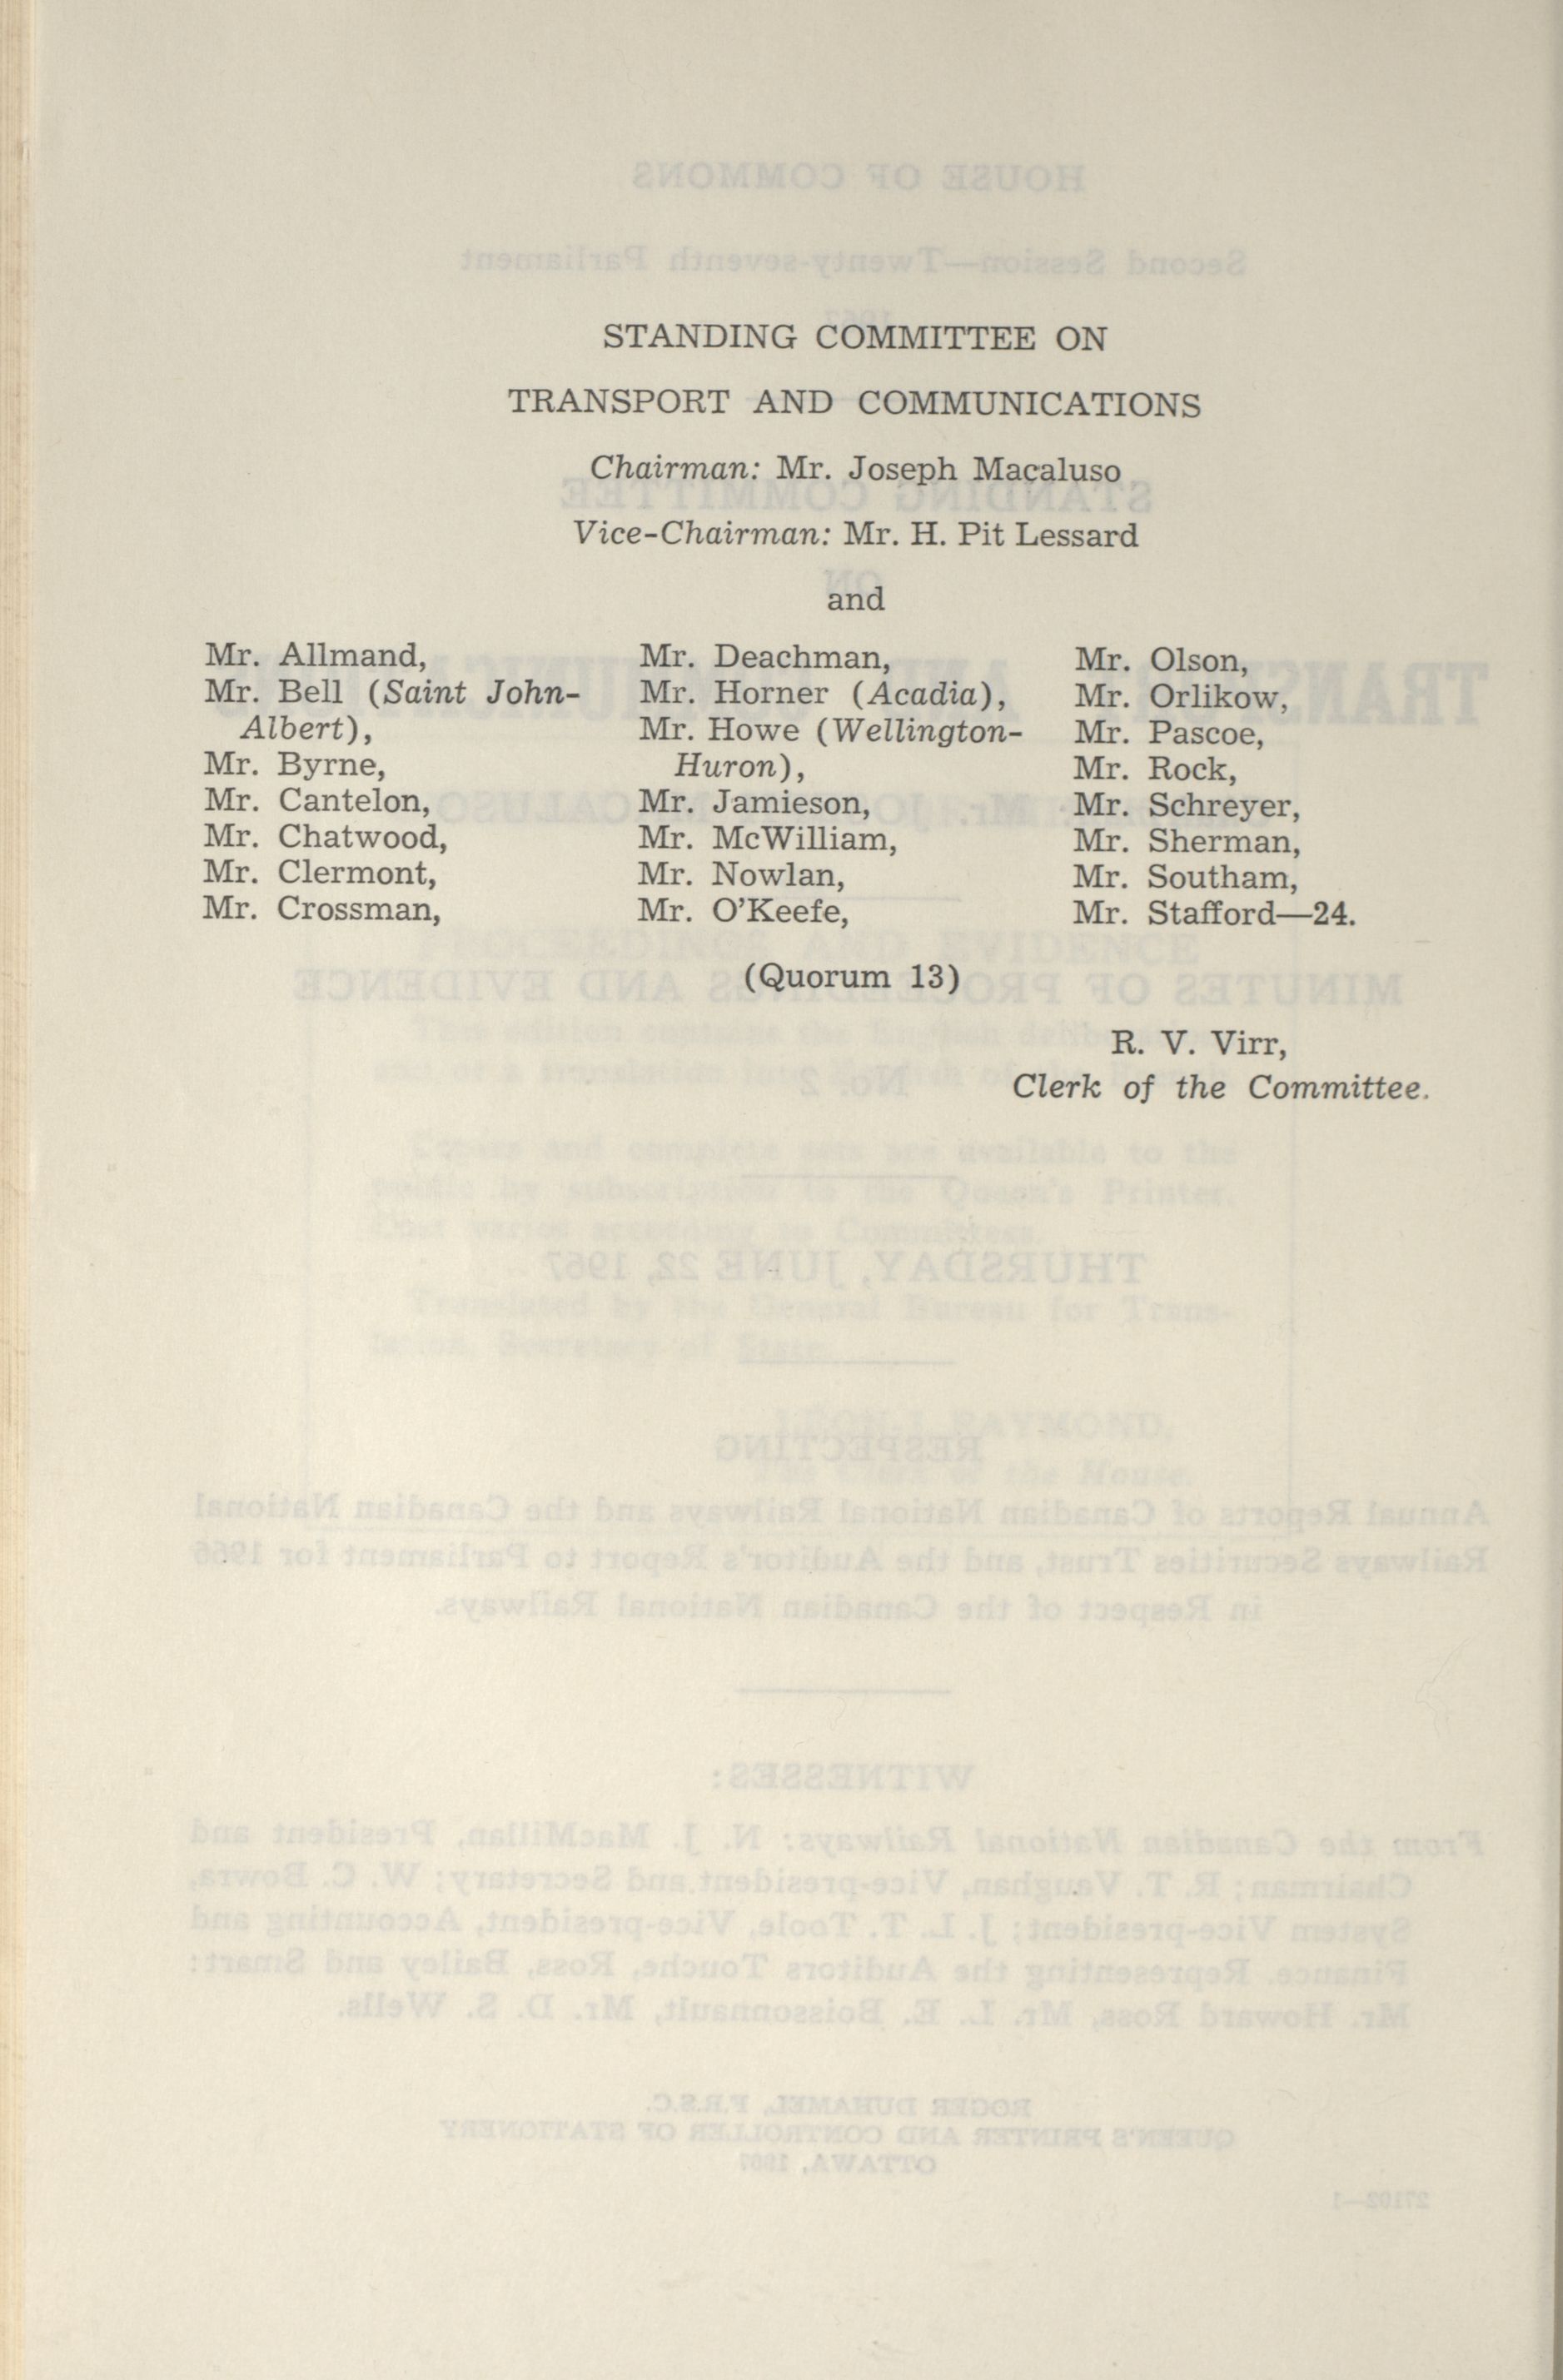 STANDING COMMITTEE ON
TRANSPORT AND COMMUNICATIONS
Chairman: Mr. Joseph Macaluso
Vice-Chairman: Mr. H. Pit Lessard
and
Mr. Allmand,
Mr. Bell (Saint John-
Albert),
Mr. Byrne,
Mr. Cantelon,
Mr. Chatwood,
Mr. Clermont,
Mr. Crossman,
Mr. Deachman,
Mr. Horner (Acadia),
Mr. Howe (Wellington-
Huron),
Mr. Jamieson,
Mr. McWilliam,
Mr. Nowlan,
Mr. O'Keefe,
Mr. Olson,
Mr. Orlikow,
Mr. Pascoe,
Mr. Rock,
Mr. Schreyer,
Mr. Sherman,
Mr. Southam,
Mr. Stafford—24.
(Quorum 13)
R. V. Virr,
Clerk of the Committee.